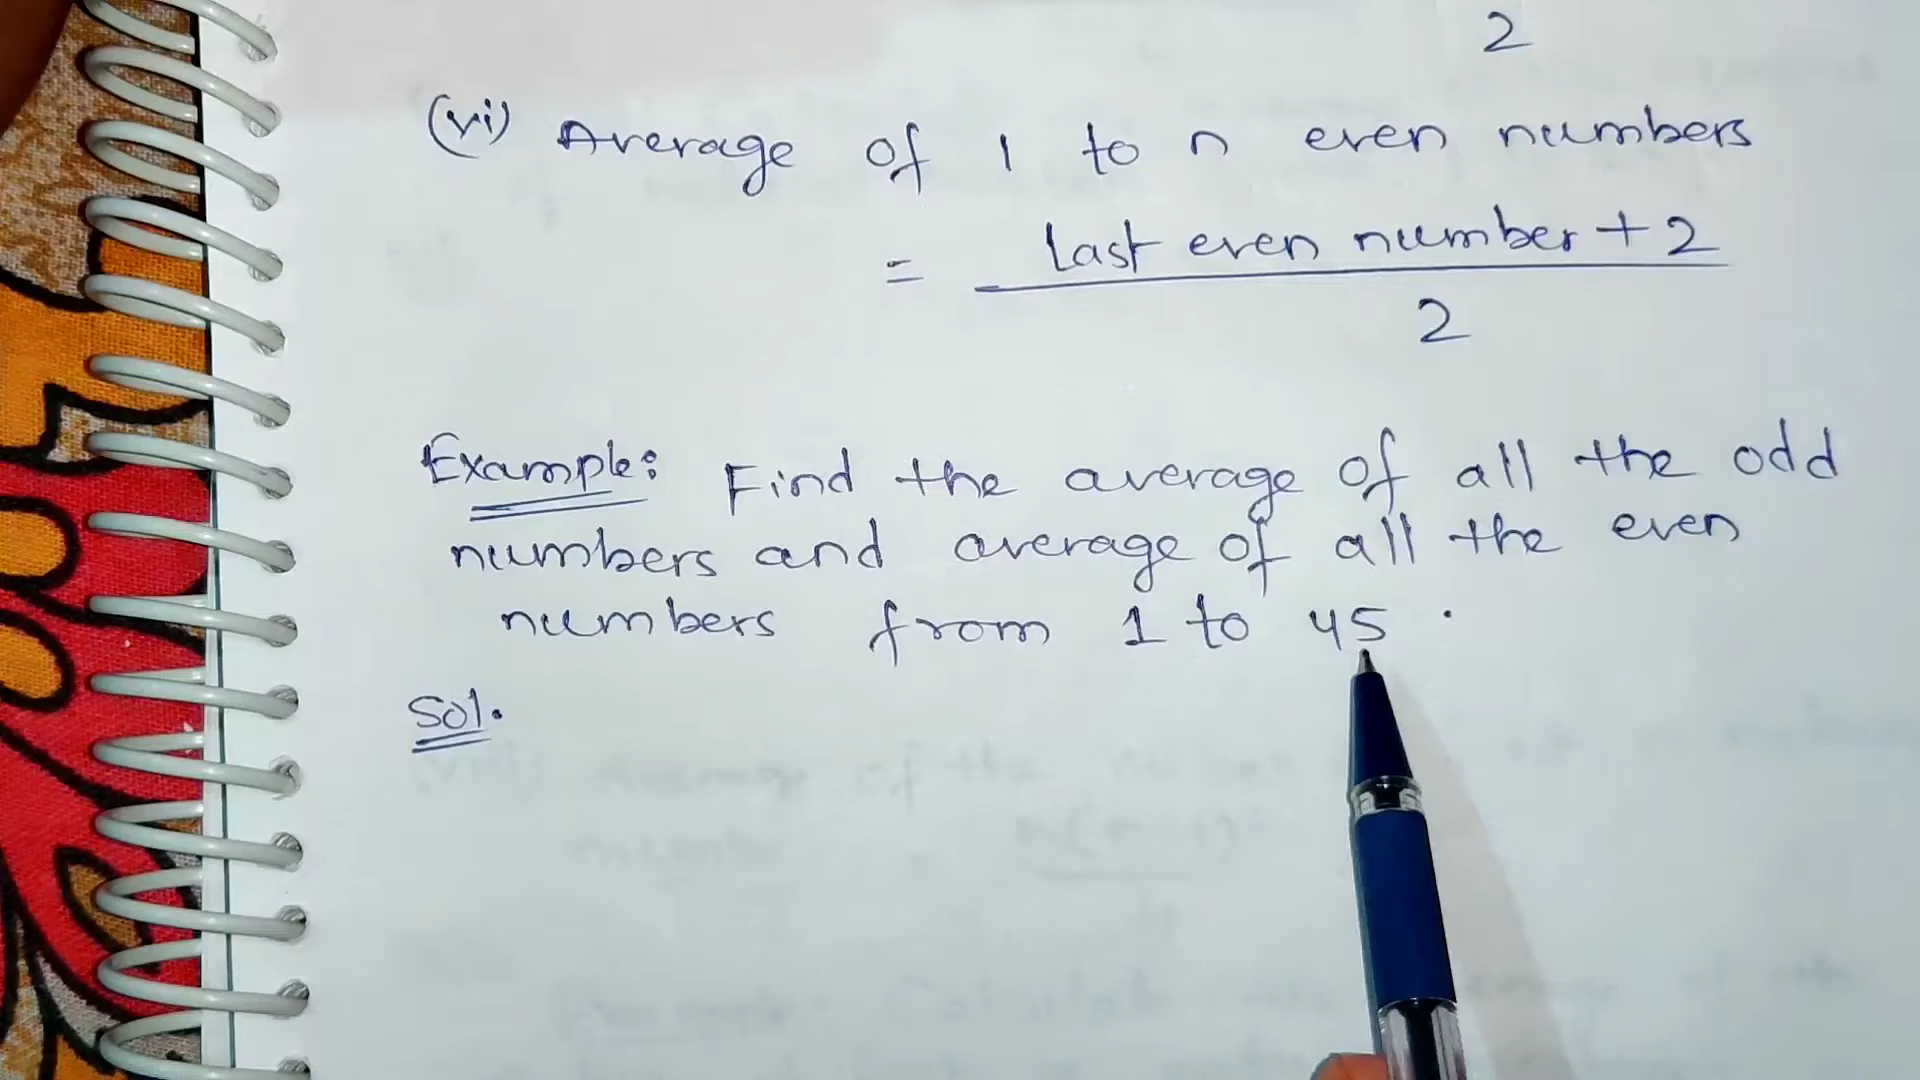 2
(vi) Average of 1 to n even numbers
= last even number + 2
2
Example: Find the average of all the odd
numbers and average of all the even
numbers from 1 to 45.
Sol.